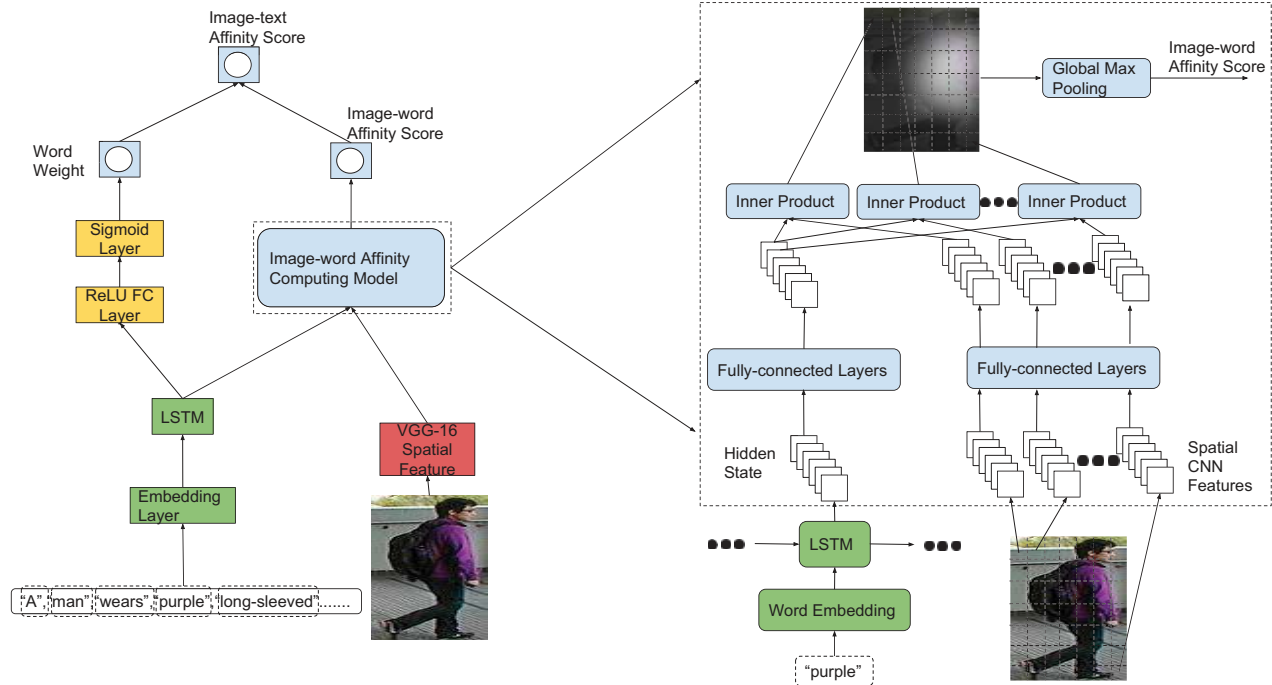 Image-text
Affinity Score
Word
Weight
Image-word
Affinity Score
Sigmoid
Layer
ReLU FC
Layer
Image-word Affinity
Computing Model
LSTM
VGG-16
Spatial
Feature
Embedding
Layer
“A”, man” “wears”, “purple” “long-sleeved” .......
Global Max
Pooling
Image-word
Affinity Score
Inner Product
Inner Product
Inner Product
Fully-connected Layers
Fully-connected Layers
Hidden
State
Spatial
CNN
Features
LSTM
Word Embedding
“purple”